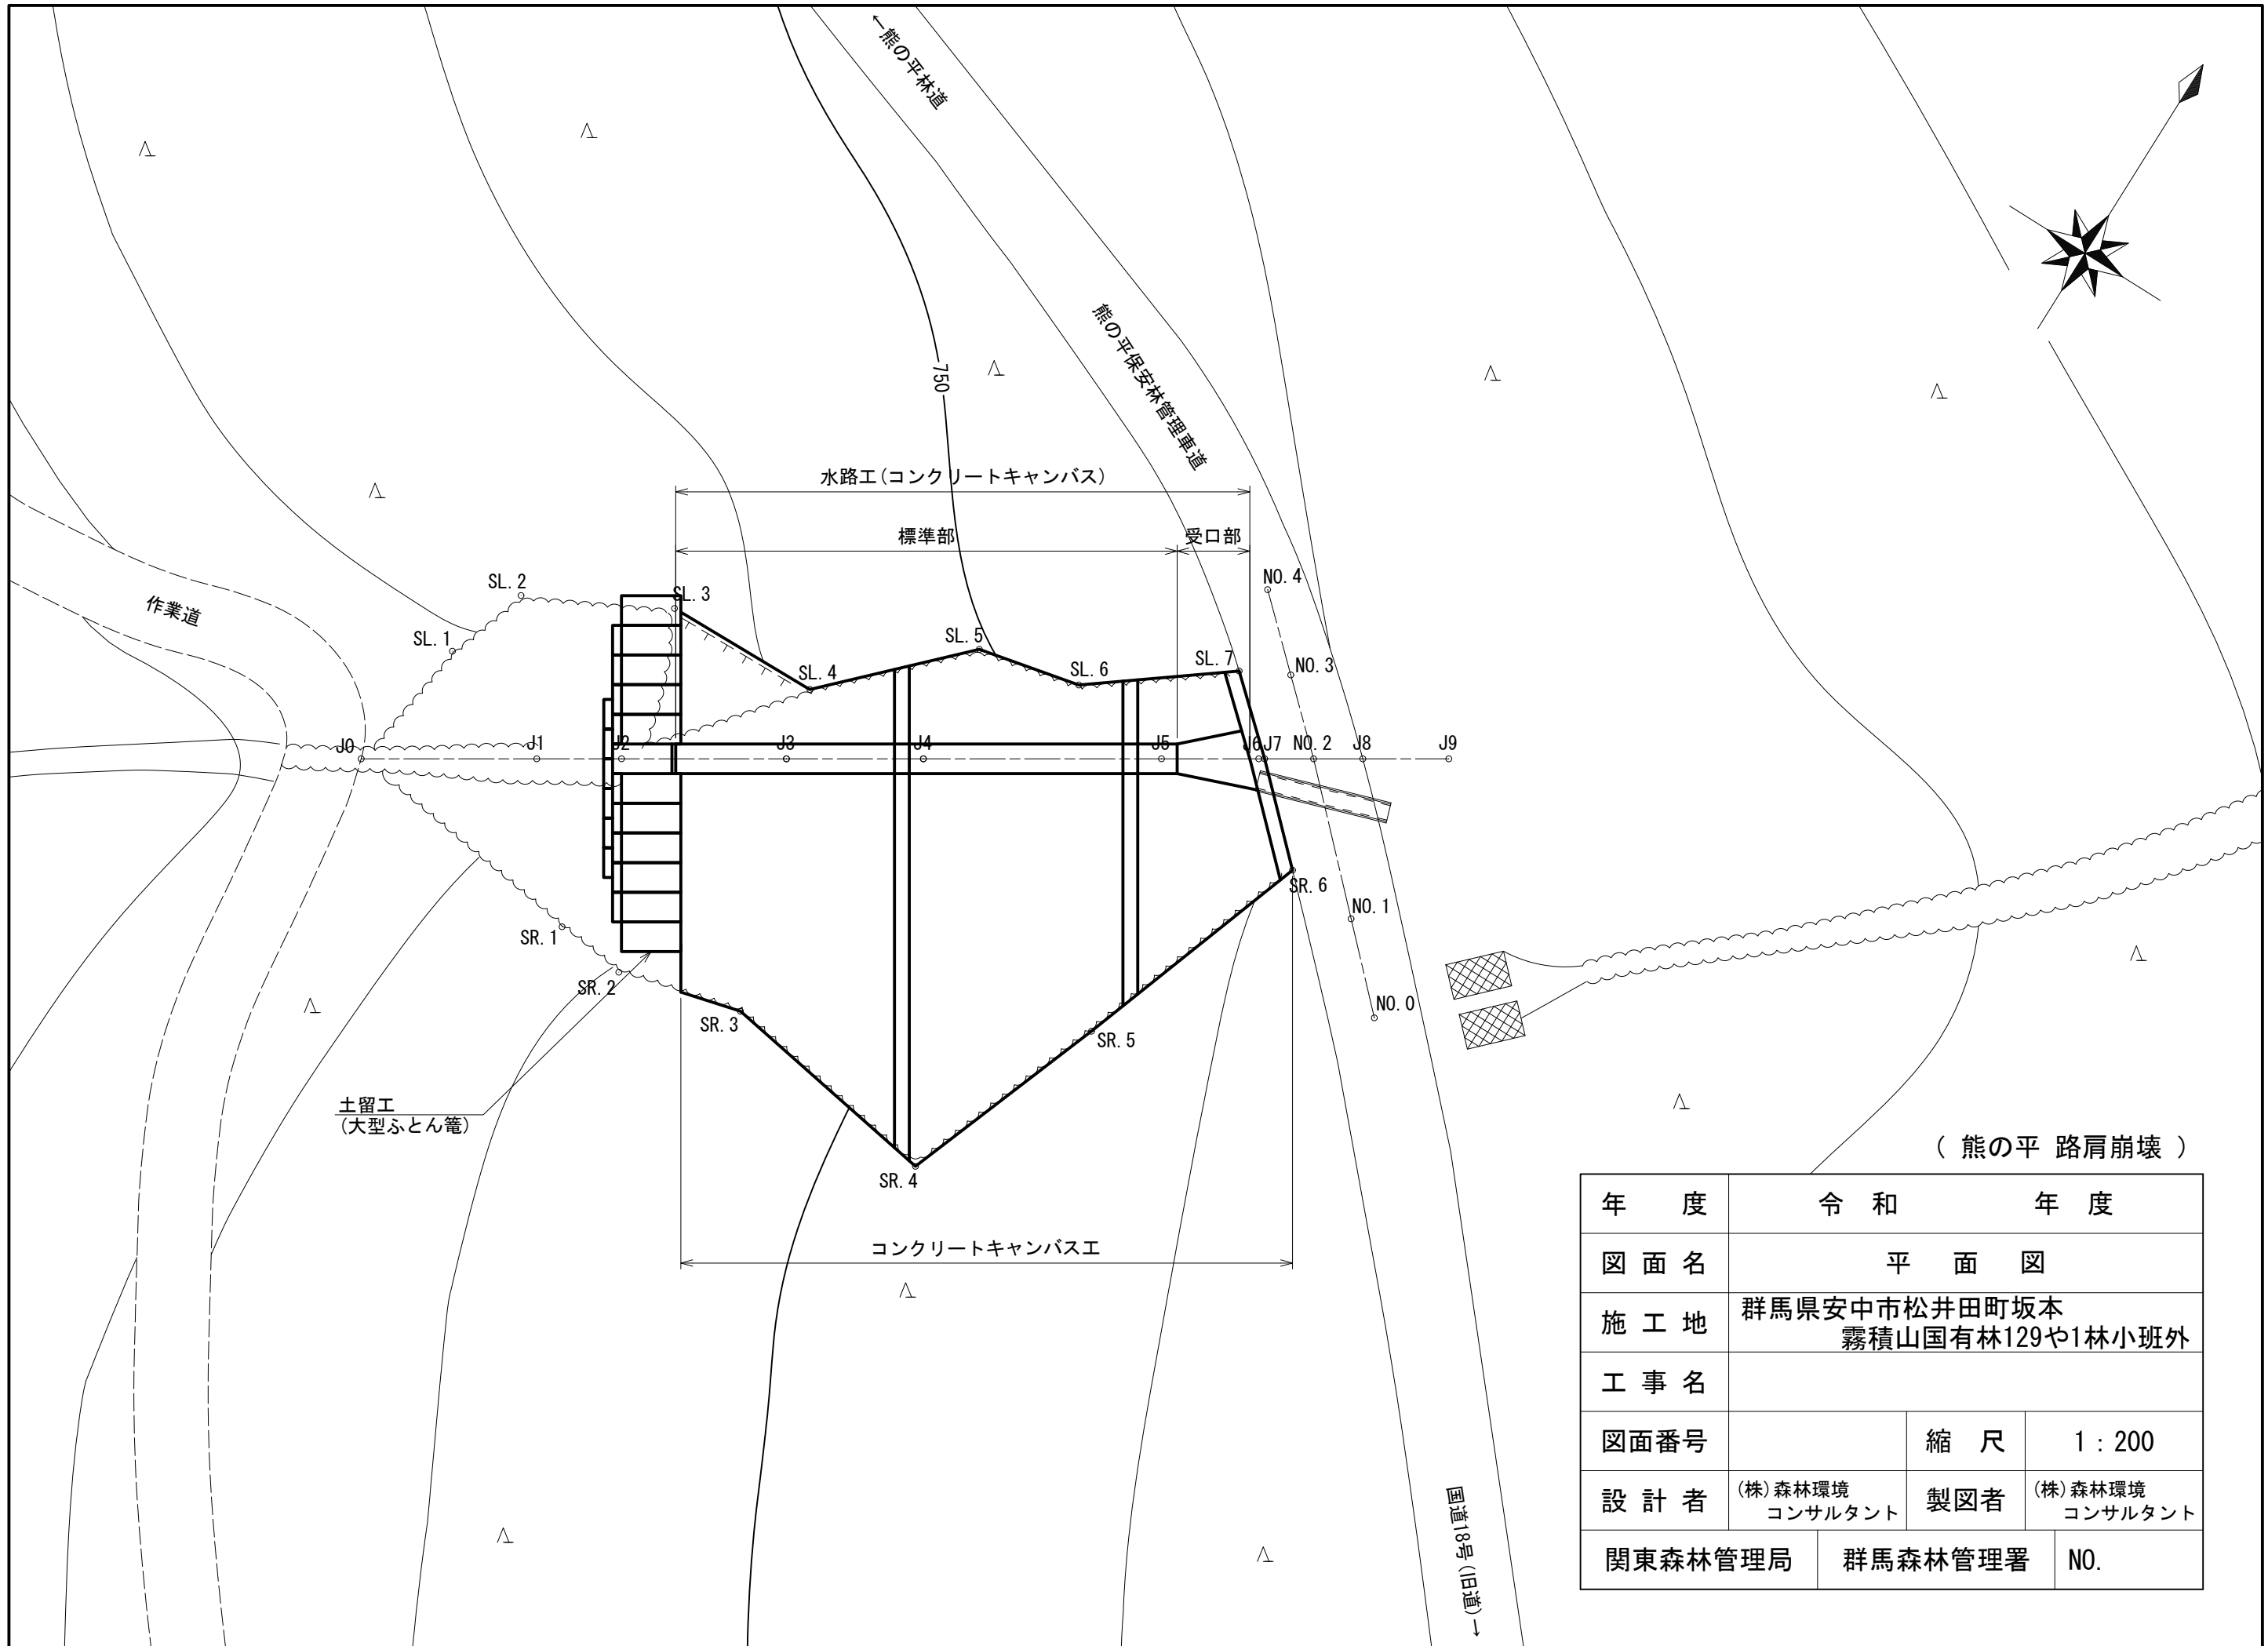 ←熊の平林道
熊の平保安林管理車道
750
水路工(コンクリートキャンバス)
標準部
受口部
作業道
SL.1
SL.2
SL.3
SL.4
SL.5
SL.6
SL.7
NO.4
NO.3
J0
J1
J2
J3
J4
J5
J6
J7
NO.2
J8
J9
SR.6
NO.1
NO.0
SR.1
SR.2
SR.3
SR.4
SR.5
土留工
(大型ふとん篭)
コンクリートキャンバス工
国道18号(旧道)→
( 熊の平 路肩崩壊 )
年 度 令 和 年 度
図 面 名 平 面 図
施 工 地 群馬県安中市松井田町坂本
霧積山国有林129や1林小班外
工 事 名
図面番号 縮 尺 1：200
設 計 者 (株)森林環境 コンサルタント 製図者 (株)森林環境 コンサルタント
関東森林管理局 群馬森林管理署 NO.